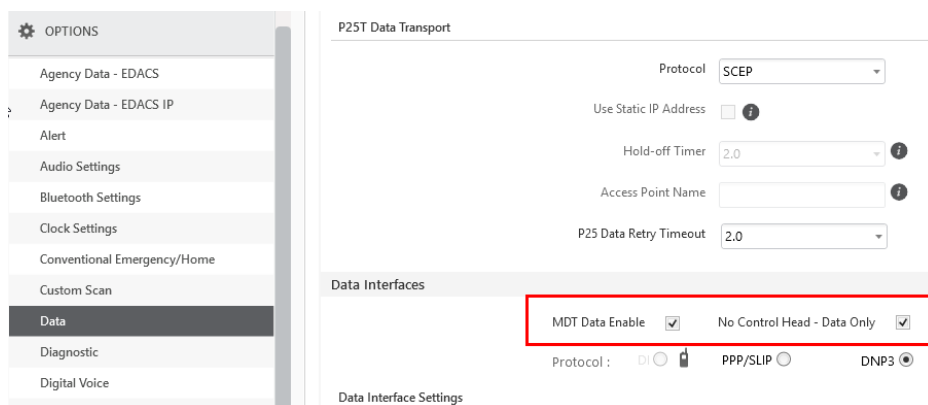 OPTIONS
Agency Data - EDACS
Agency Data - EDACS IP
Alert
Audio Settings
Bluetooth Settings
Clock Settings
Conventional Emergency/Home
Custom Scan
Data
Diagnostic
Digital Voice
P25T Data Transport
Protocol SCEP
Use Static IP Address
Hold-off Timer 2.0
Access Point Name
P25 Data Retry Timeout 2.0
Data Interfaces
MDT Data Enable No Control Head - Data Only
Protocol : DI PPP/SLIP DNP3
Data Interface Settings